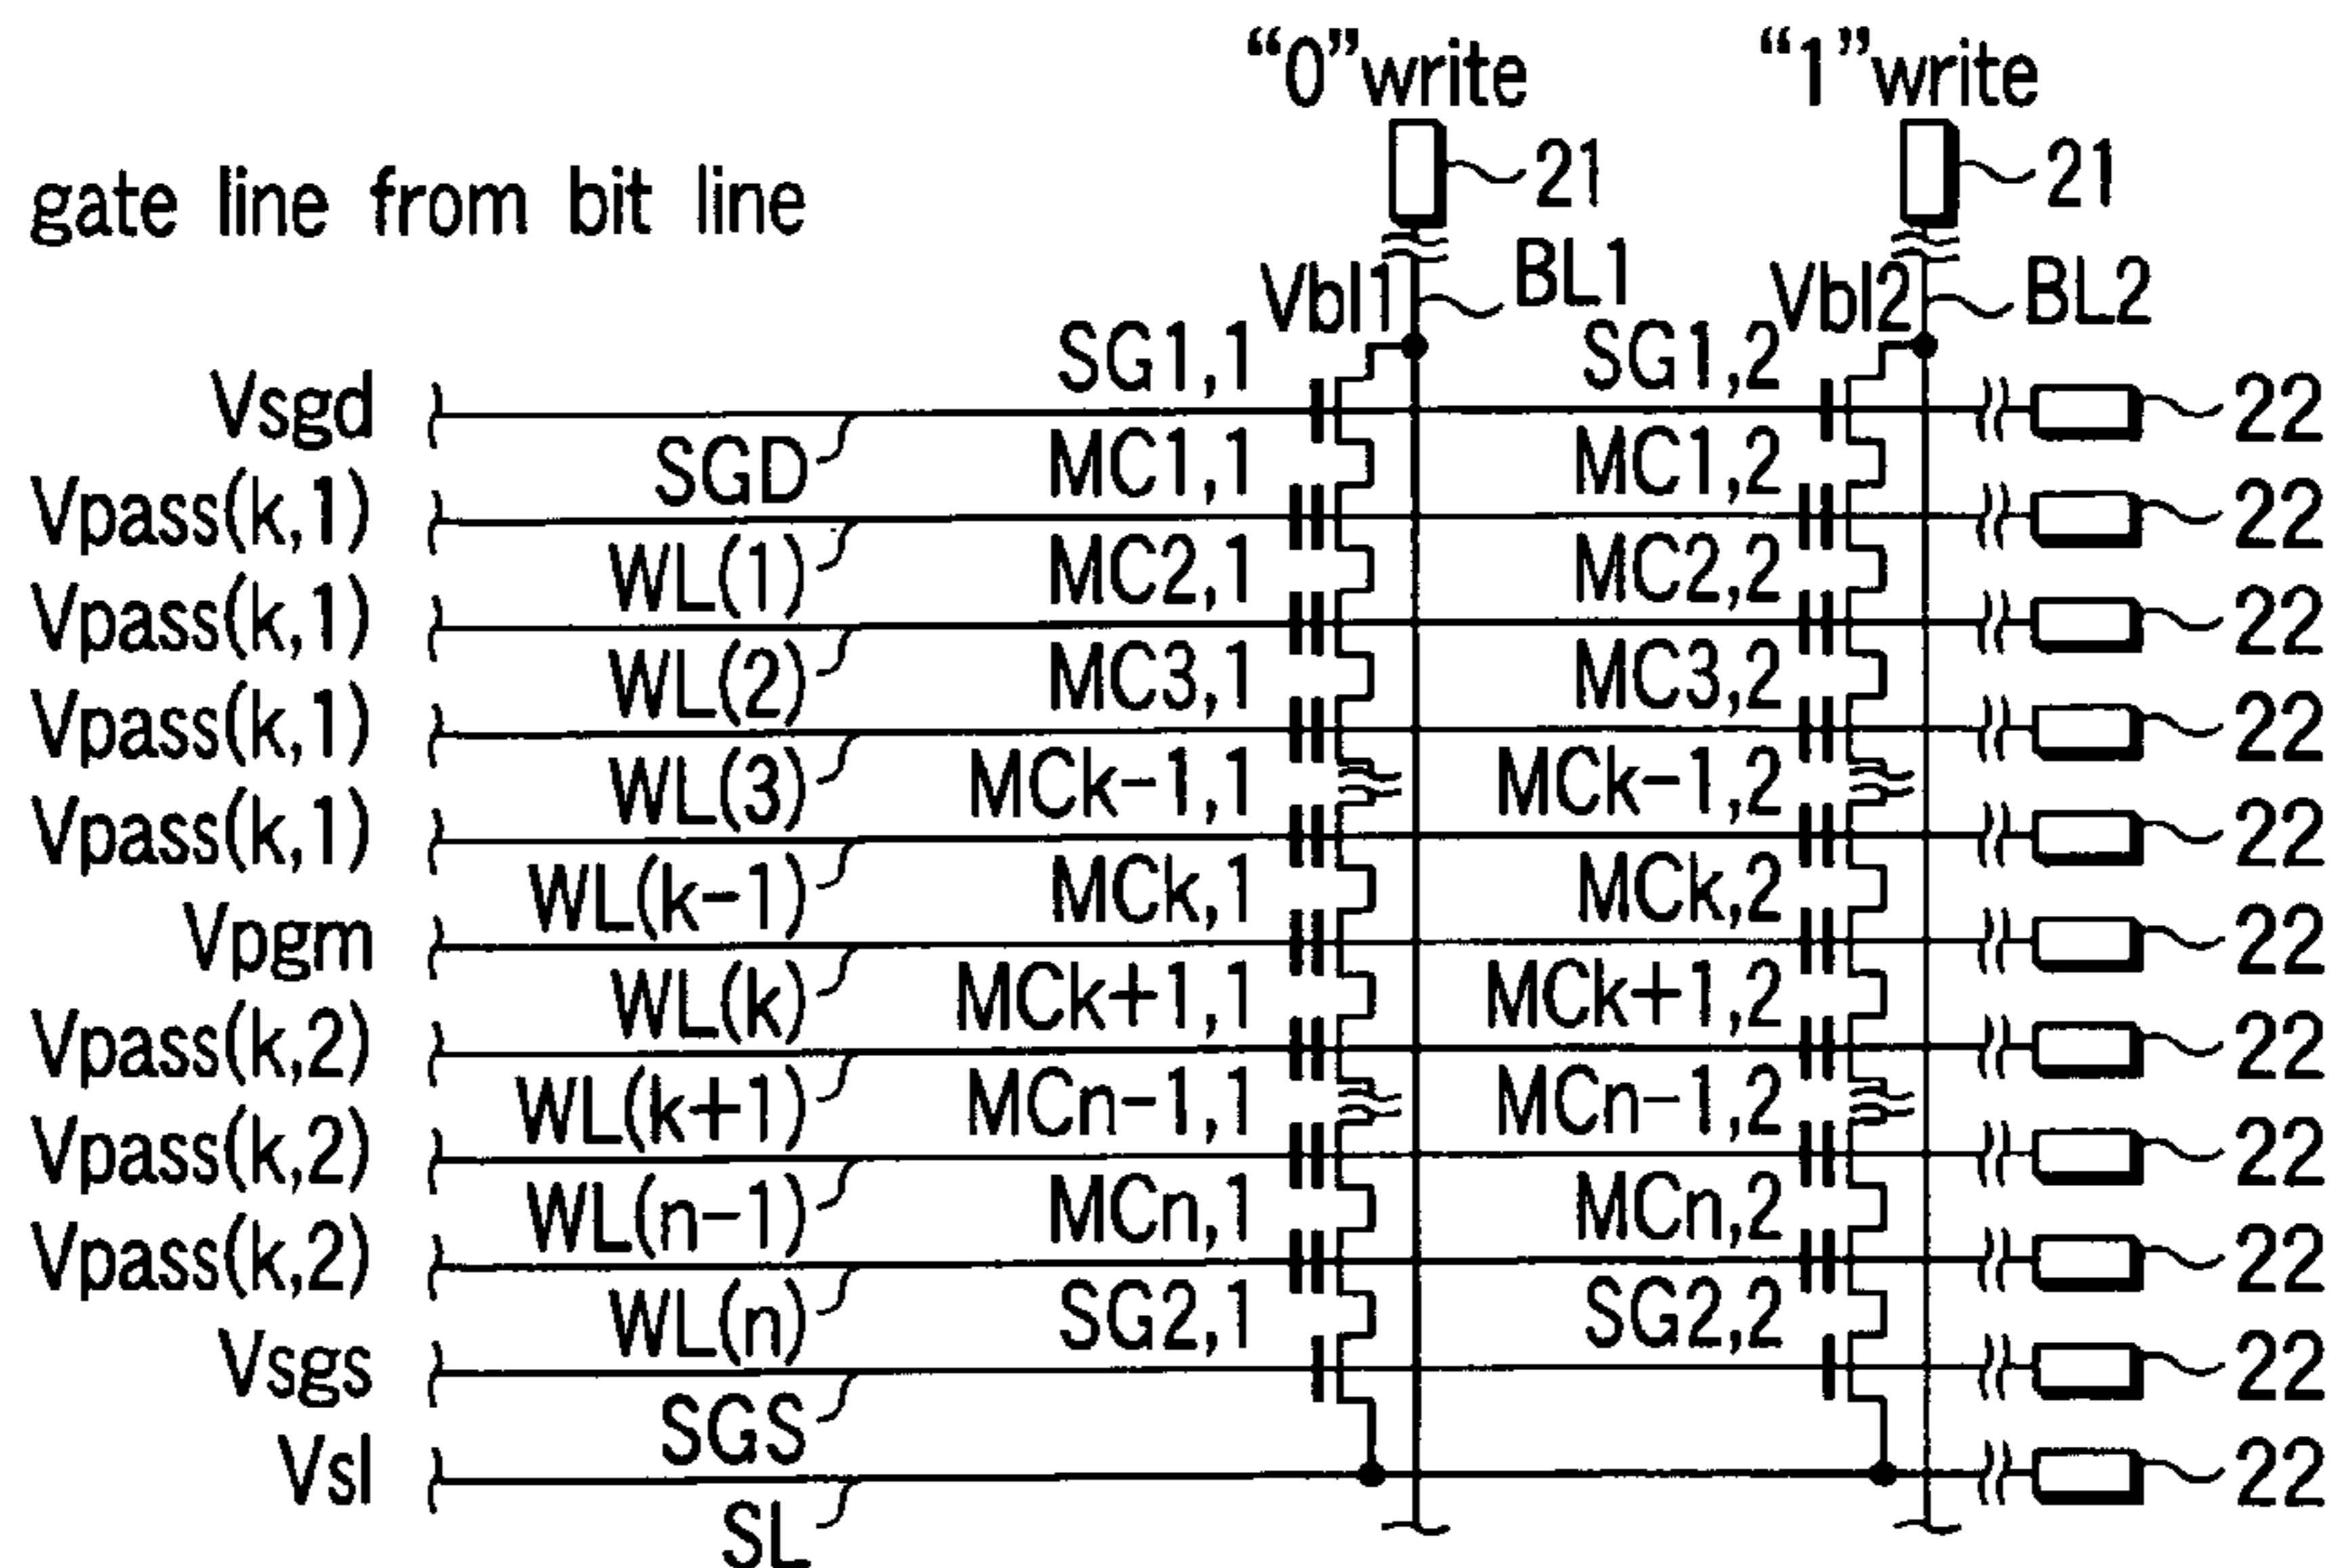 “0”write “1”write
21 21
gate line from bit line
Vbl1 BL1 Vbl2 BL2
Vsgd SGD SG1,1 SG1,2 22
Vpass(k,1) WL(1) MC1,1 MC1,2 22
Vpass(k,1) WL(2) MC2,1 MC2,2 22
Vpass(k,1) WL(3) MC3,1 MC3,2 22
Vpass(k,1) WL(k-1) MCk-1,1 MCk-1,2 22
Vpgm WL(k) MCk,1 MCk,2 22
Vpass(k,2) WL(k+1) MCk+1,1 MCk+1,2 22
Vpass(k,2) WL(n-1) MCn-1,1 MCn-1,2 22
Vpass(k,2) WL(n) MCn,1 MCn,2 22
Vsgs SGS SG2,1 SG2,2 22
Vsl SL 22